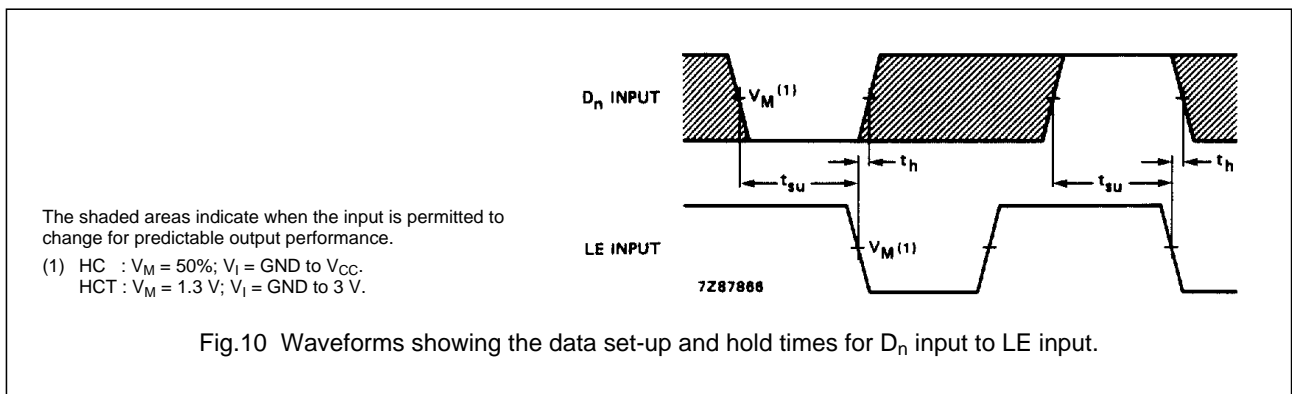 Dn INPUT
VM(1)
th
th
tsu
tsu
The shaded areas indicate when the input is permitted to
change for predictable output performance.
(1) HC : VM = 50%; VI = GND to VCC.
HCT : VM = 1.3 V; VI = GND to 3 V.
LE INPUT
VM(1)
7Z87866
Fig.10 Waveforms showing the data set-up and hold times for Dn input to LE input.